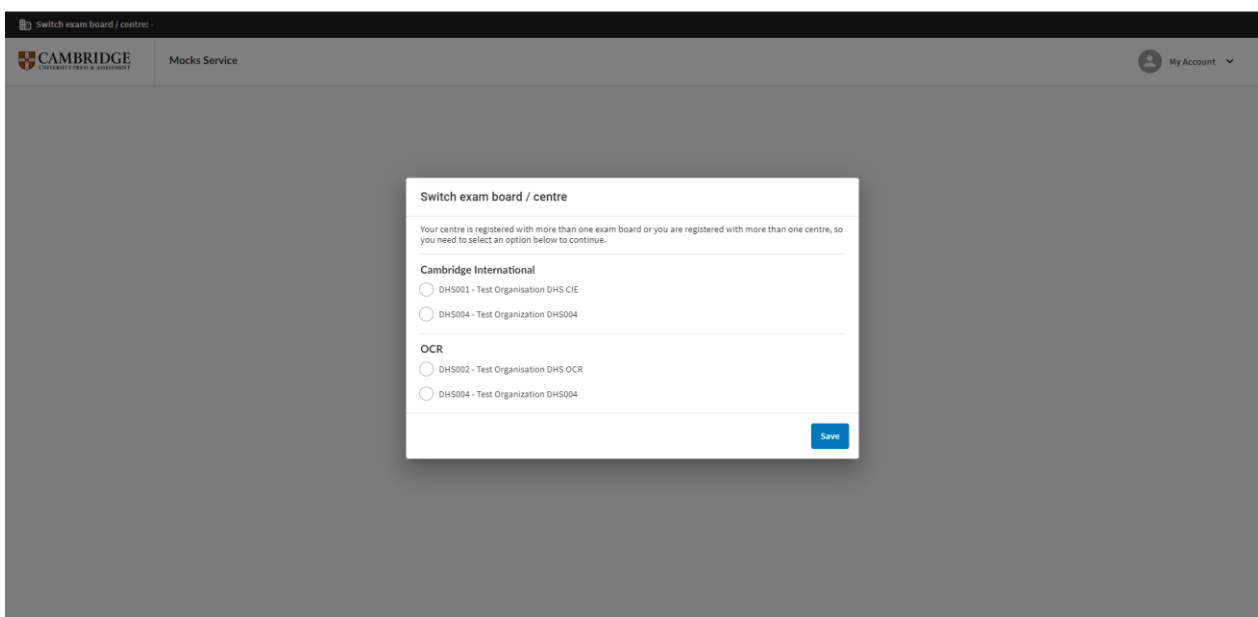 Switch exam board / centre: -
CAMBRIDGE
UNIVERSITY PRESS & ASSESSMENT
Mocks Service
My Account
Switch exam board / centre
Your centre is registered with more than one exam board or you are registered with more than one centre, so
you need to select an option below to continue.
Cambridge International
DHS001 - Test Organisation DHS CIE
DHS004 - Test Organization DHS004
OCR
DHS002 - Test Organisation DHS OCR
DHS004 - Test Organization DHS004
Save